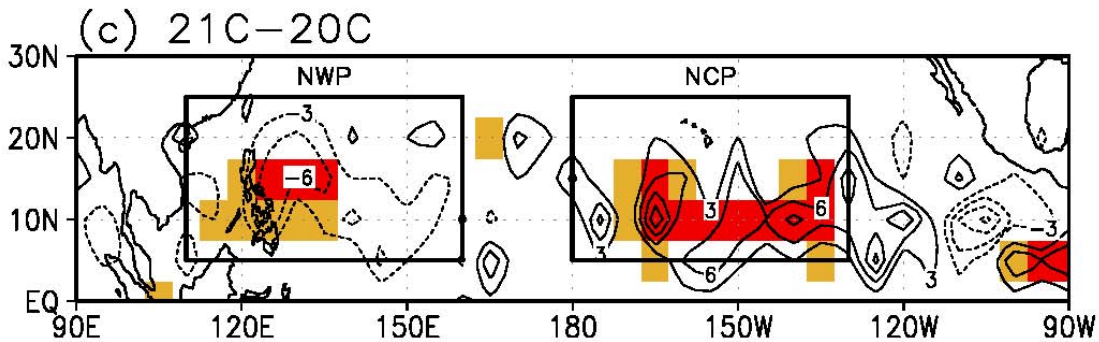 (c) 21C−20C
30N
NWP
NCP
−3
20N
−6
10N
3
6
−3
3
6
3
EQ
90E
120E
150E
180
150W
120W
90W